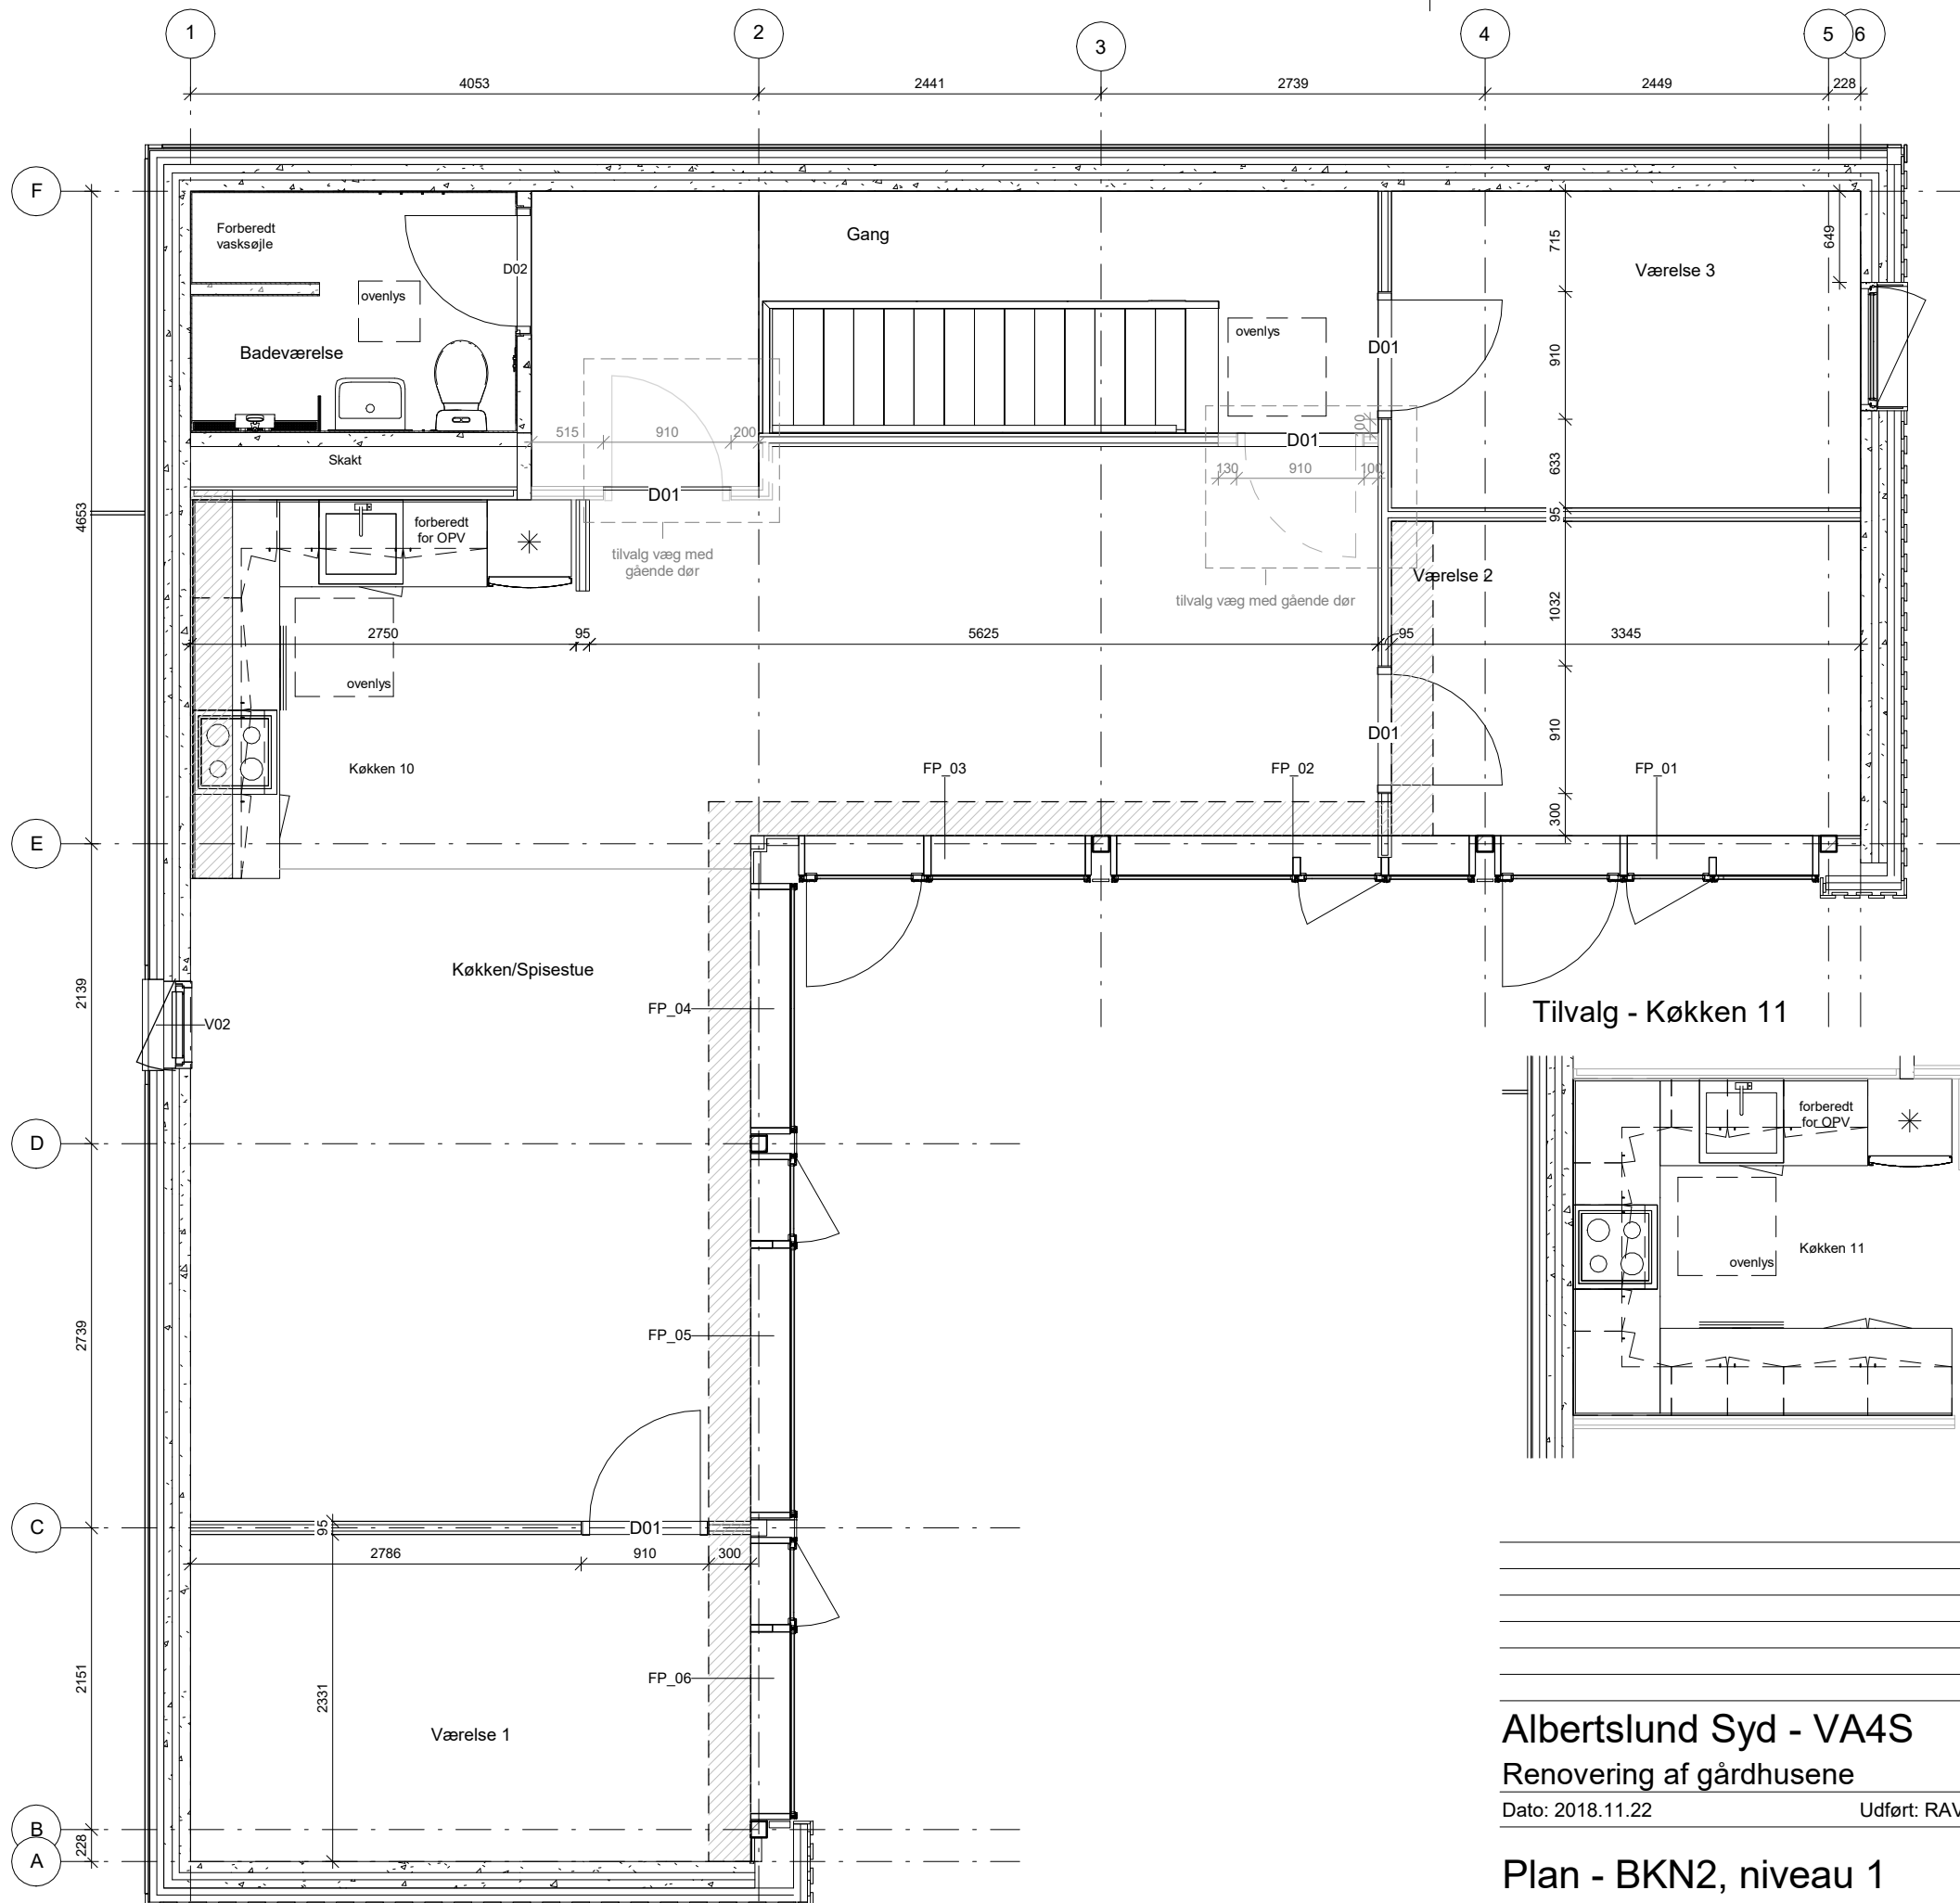 1
2
3
4
5
6
4053
2441
2739
2449
228
F
Forberedt
vasksøjle
Gang
715
649
Værelse 3
D02
ovenlys
ovenlys
Badeværelse
D01
910
515
910
200
100
D01
Skakt
130
910
100
633
D01
4653
forberedt
for OPV
95
tilvalg væg med
gående dør
Værelse 2
tilvalg væg med gående dør
1032
2750
95
5625
95
3345
ovenlys
D01
910
Køkken 10
FP_03
FP_02
FP_01
300
E
Køkken/Spisestue
2139
FP_04
V02
Tilvalg - Køkken 11
forberedt
for OPV
D
Køkken 11
ovenlys
2739
FP_05
C
95
D01
2786
910
300
2151
FP_06
2331
Værelse 1
Albertslund Syd - VA4S
Renovering af gårdhusene
Dato: 2018.11.22
Udført: RAV
B
228
A
Plan - BKN2, niveau 1